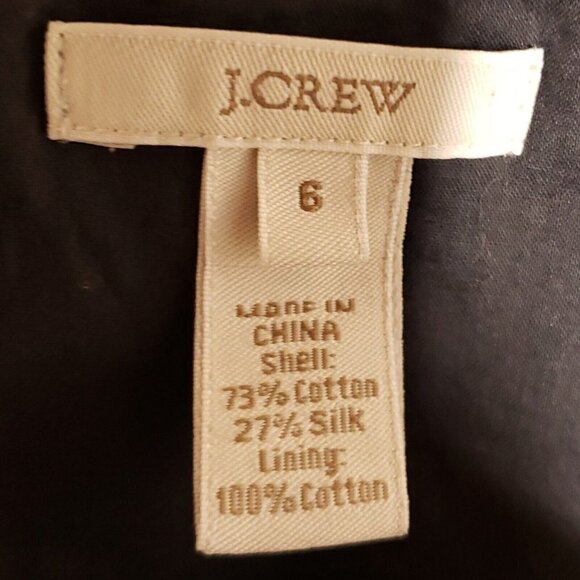 J.CREW
6
MADE IN
CHINA
Shell:
73% Cotton
27% Silk
Lining:
100% Cotton